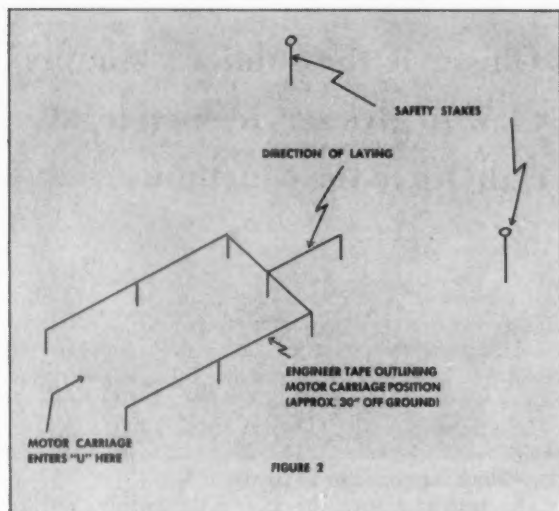 SAFETY STAKES
DIRECTION OF LAYING
ENGINEER TAPE OUTLINING
MOTOR CARRIAGE POSITION
(APPROX. 30" OFF GROUND)
MOTOR CARRIAGE
ENTERS "U" HERE
FIGURE 2